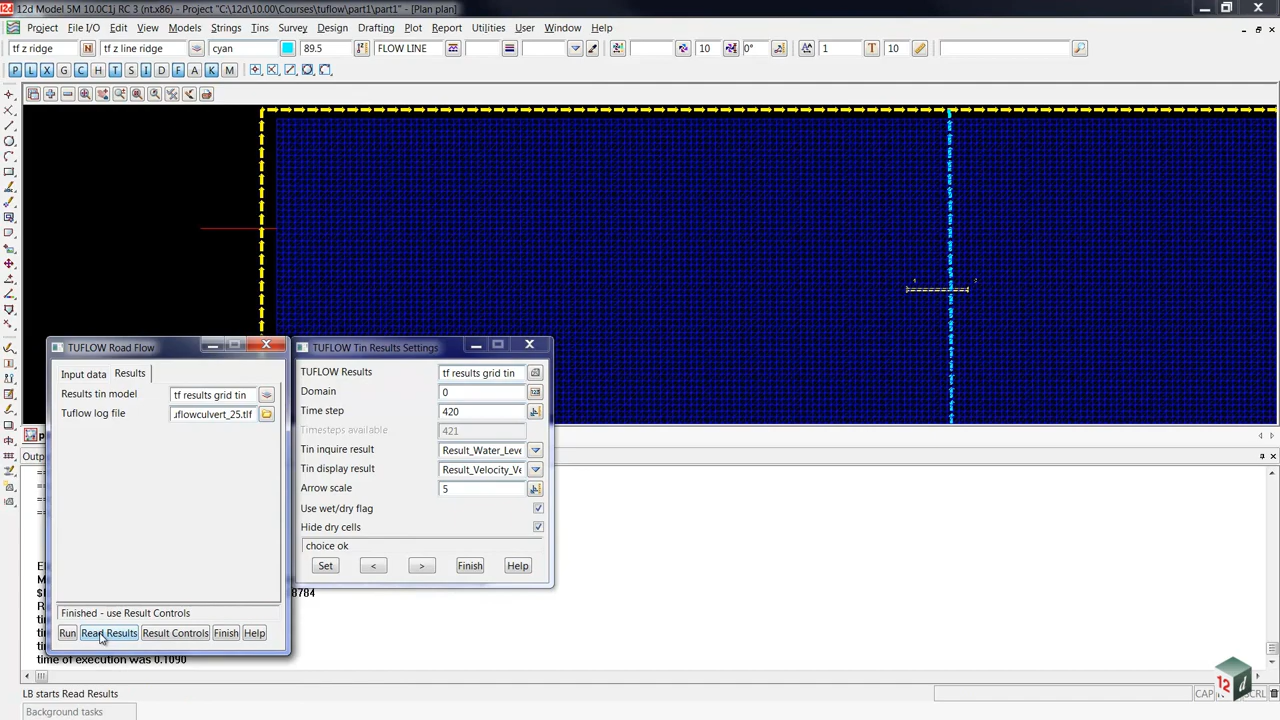 12d Model 5M 10.0C1j RC 3 (nt.x86) - Project "C:\12d\10.00\Courses\tuflow\part1\part1" - [Plan plan]
Project File I/O Edit View Models Strings Tins Survey Design Drafting Plot Report Utilities User Window Help
tf z ridge N tf z line ridge cyan 89.5 FLOW LINE 10 0° 1 T 10
P L X G C H T S I D F A K M
TUFLOW Road Flow
Input data Results
Results tin model tf results grid tin
Tuflow log file uflowculvert_25.tlf
Finished - use Result Controls
Run Read Results Result Controls Finish Help
TUFLOW Tin Results Settings
TUFLOW Results tf results grid tin
Domain 0
Time step 420
Timesteps available 421
Tin inquire result Result_Water_Leve
Tin display result Result_Velocity_Ve
Arrow scale 5
Use wet/dry flag
Hide dry cells
choice ok
Set < > Finish Help
8784
time of execution was 0.1090
LB starts Read Results
CAP
SCRL
12 d
Background tasks